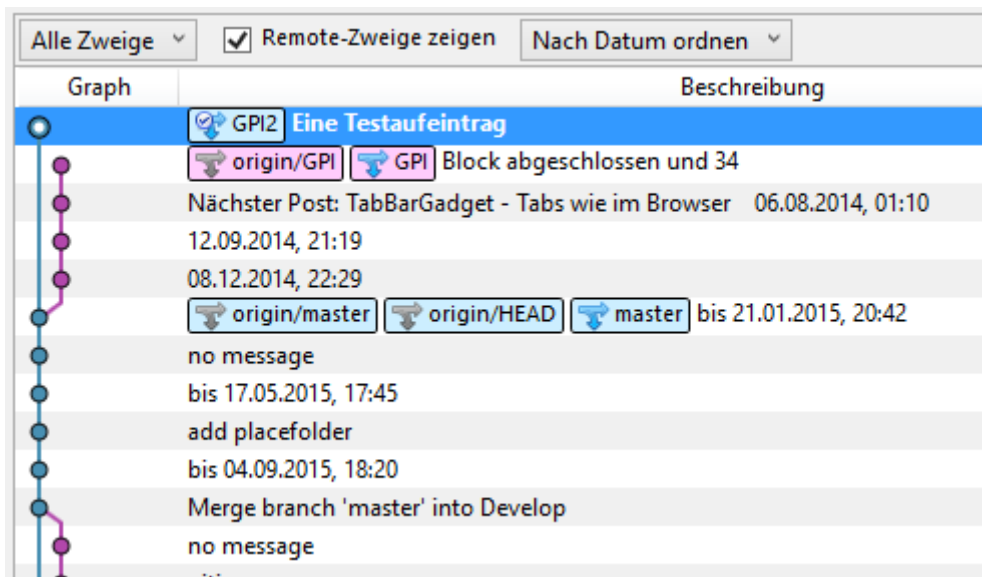 Alle Zweige Remote-Zweige zeigen Nach Datum ordnen
Graph Beschreibung
GPI2 Eine Testaufeintrag
origin/GPI GPI Block abgeschlossen und 34
Nächster Post: TabBarGadget - Tabs wie im Browser 06.08.2014, 01:10
12.09.2014, 21:19
08.12.2014, 22:29
origin/master origin/HEAD master bis 21.01.2015, 20:42
no message
bis 17.05.2015, 17:45
add placefolder
bis 04.09.2015, 18:20
Merge branch 'master' into Develop
no message